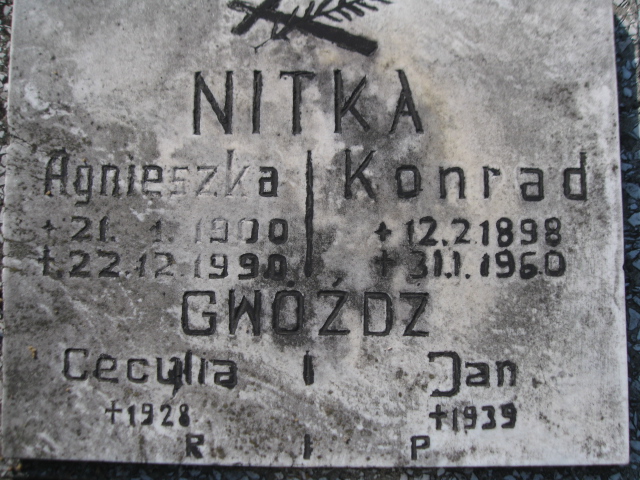 NITKA
Agnieszka | Konrad
* 21. 1. 1900 + 12.2.1898
+ 22.12.1990. + 31.1.1960
GWÓŹDŹ
Cecylia | Jan
+1928 +1939
R I P